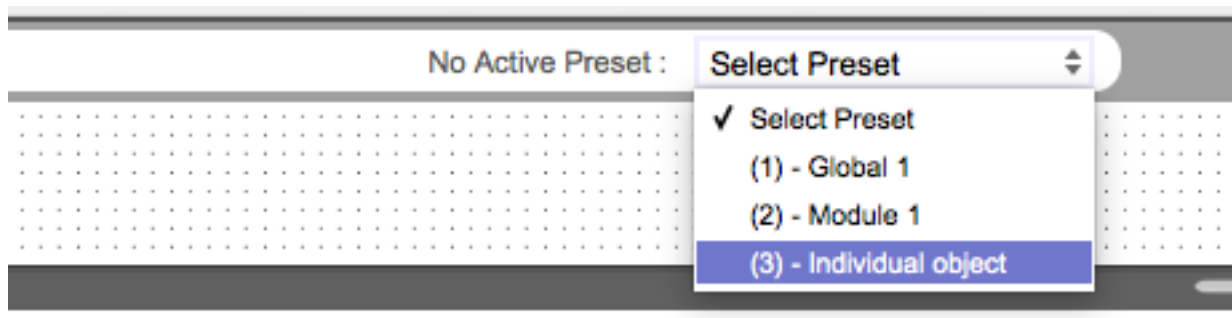 No Active Preset : Select Preset
✓ Select Preset
(1) - Global 1
(2) - Module 1
(3) - Individual object